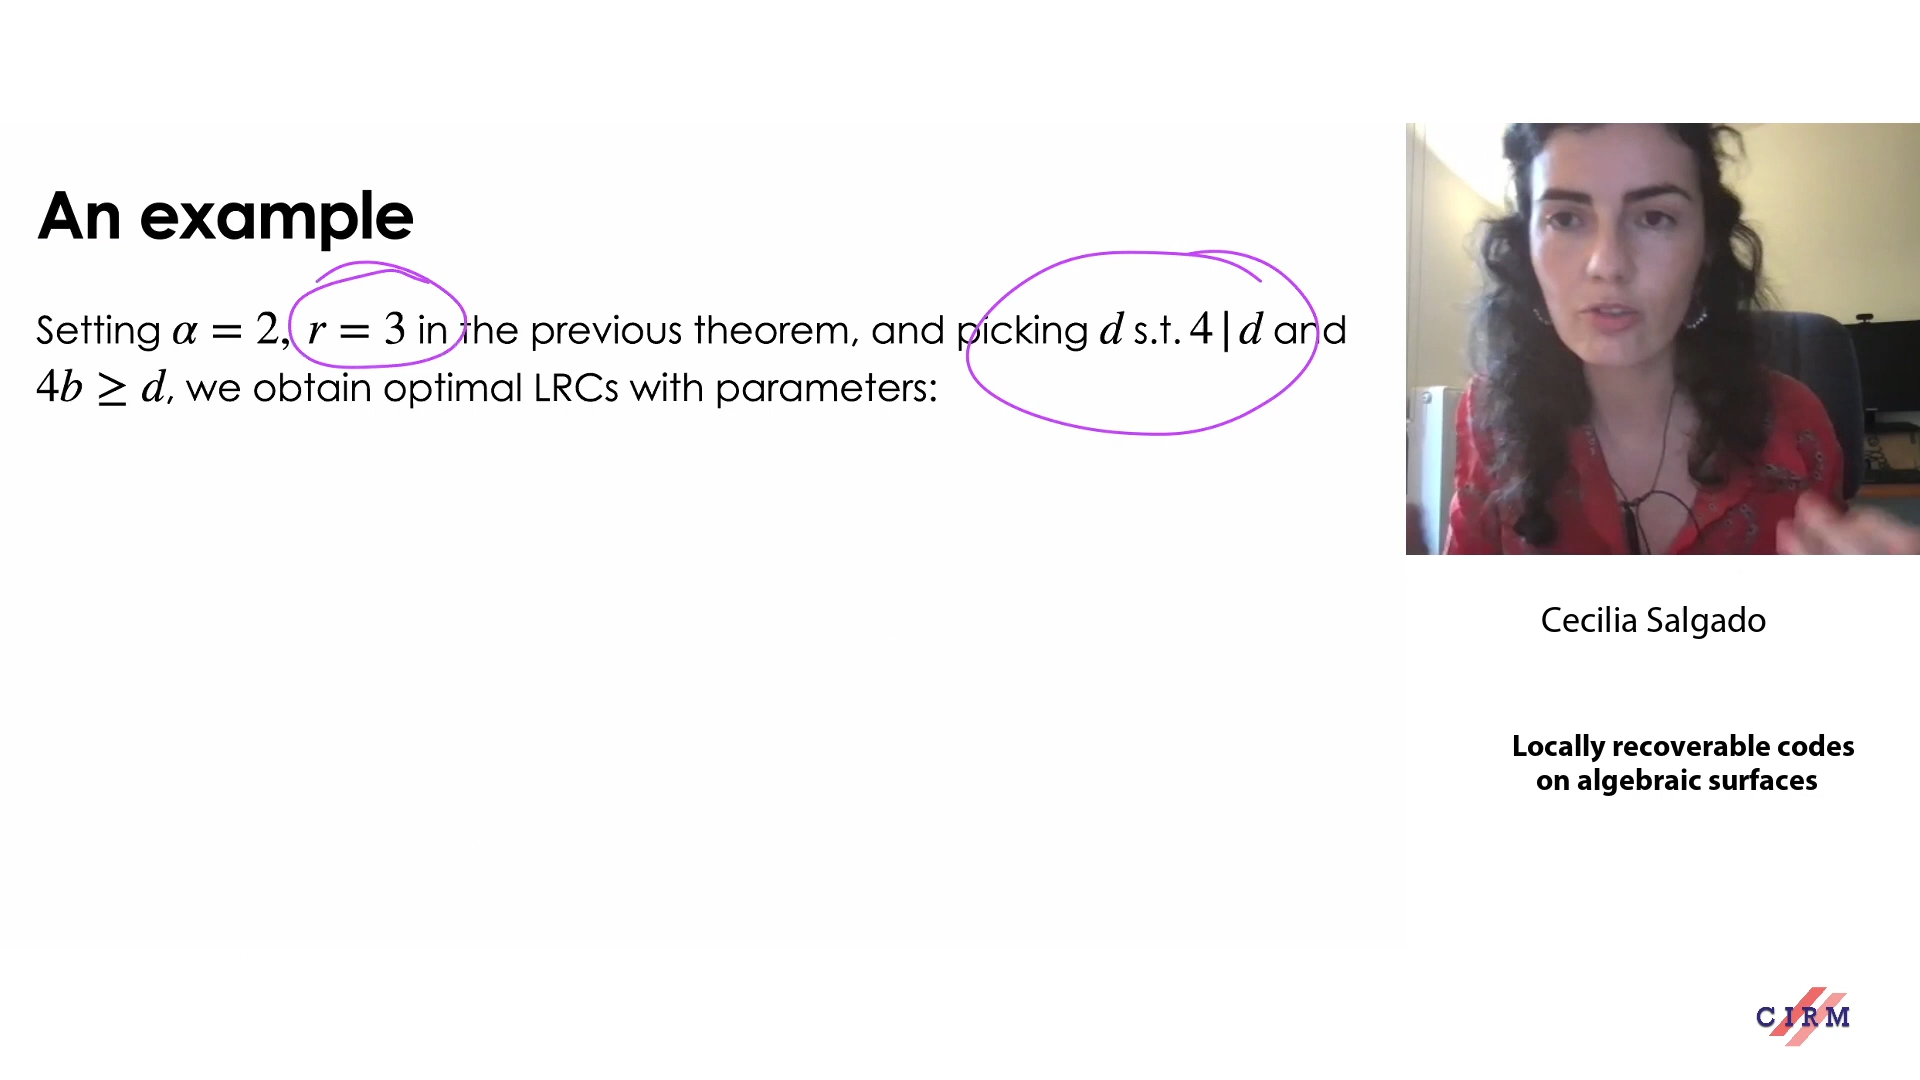 An example
Setting α = 2, r = 3 in the previous theorem, and picking d s.t. 4|d and
4b ≥ d, we obtain optimal LRCs with parameters:
Cecilia Salgado
Locally recoverable codes
on algebraic surfaces
CIRM